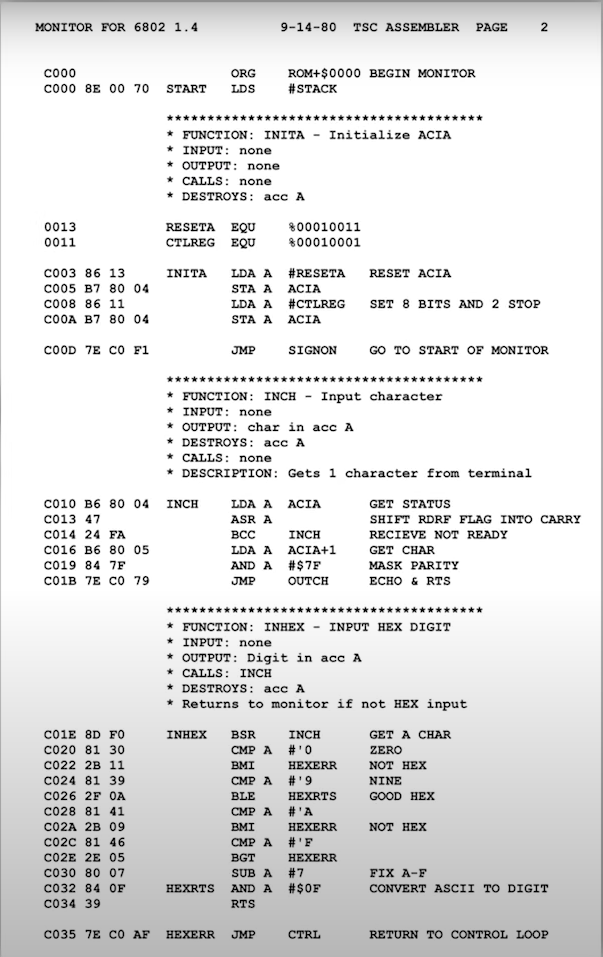 MONITOR FOR 6802 1.4          9-14-80  TSC ASSEMBLER  PAGE    2
C000                   ORG    ROM+$0000 BEGIN MONITOR
C000 8E 00 70  START   LDS    #STACK
***************************************
* FUNCTION: INITA - Initialize ACIA
* INPUT: none
* OUTPUT: none
* CALLS: none
* DESTROYS: acc A
0013           RESETA  EQU    %00010011
0011           CTLREG  EQU    %00010001
C003 86 13     INITA   LDA A  #RESETA   RESET ACIA
C005 B7 80 04          STA A  ACIA
C008 86 11             LDA A  #CTLREG   SET 8 BITS AND 2 STOP
C00A B7 80 04          STA A  ACIA
C00D 7E C0 F1          JMP    SIGNON    GO TO START OF MONITOR
***************************************
* FUNCTION: INCH - Input character
* INPUT: none
* OUTPUT: char in acc A
* DESTROYS: acc A
* CALLS: none
* DESCRIPTION: Gets 1 character from terminal
C010 B6 80 04  INCH    LDA A  ACIA      GET STATUS
C013 47                ASR A            SHIFT RDRF FLAG INTO CARRY
C014 24 FA             BCC    INCH      RECIEVE NOT READY
C016 B6 80 05          LDA A  ACIA+1    GET CHAR
C019 84 7F             AND A  #$7F      MASK PARITY
C01B 7E C0 79          JMP    OUTCH     ECHO & RTS
***************************************
* FUNCTION: INHEX - INPUT HEX DIGIT
* INPUT: none
* OUTPUT: Digit in acc A
* CALLS: INCH
* DESTROYS: acc A
* Returns to monitor if not HEX input
C01E 8D F0     INHEX   BSR    INCH      GET A CHAR
C020 81 30             CMP A  #'0       ZERO
C022 2B 11             BMI    HEXERR    NOT HEX
C024 81 39             CMP A  #'9       NINE
C026 2F 0A             BLE    HEXRTS    GOOD HEX
C028 81 41             CMP A  #'A
C02A 2B 09             BMI    HEXERR    NOT HEX
C02C 81 46             CMP A  #'F
C02E 2E 05             BGT    HEXERR
C030 80 07             SUB A  #7        FIX A-F
C032 84 0F     HEXRTS  AND A  #$0F      CONVERT ASCII TO DIGIT
C034 39                RTS
C035 7E C0 AF  HEXERR  JMP    CTRL      RETURN TO CONTROL LOOP